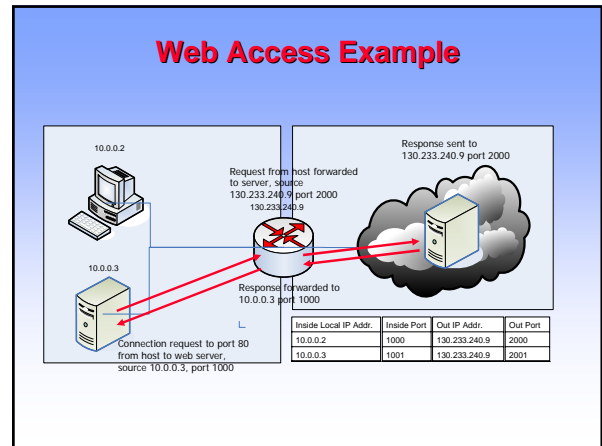 Web Access Example
10.0.0.2
Response sent to
130.233.240.9 port 2000
Request from host forwarded
to server, source
130.233.240.9 port 2000
130.233.240.9
10.0.0.3
Response forwarded to
10.0.0.3 port 1000
Connection request to port 80
from host to web server,
source 10.0.0.3, port 1000
Inside Local IP Addr. Inside Port Out IP Addr. Out Port
10.0.0.2 1000 130.233.240.9 2000
10.0.0.3 1001 130.233.240.9 2001